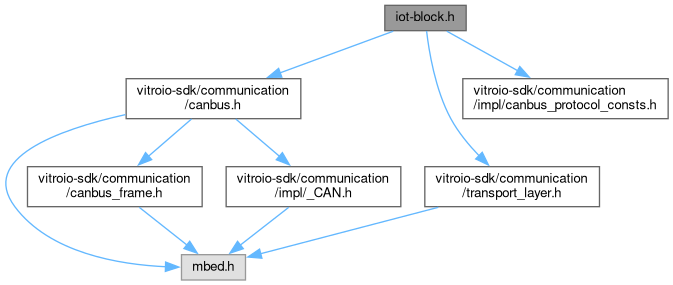 iot-block.h
vitroio-sdk/communication
/canbus.h
vitroio-sdk/communication
/impl/canbus_protocol_consts.h
vitroio-sdk/communication
/canbus_frame.h
vitroio-sdk/communication
/impl/_CAN.h
vitroio-sdk/communication
/transport_layer.h
mbed.h